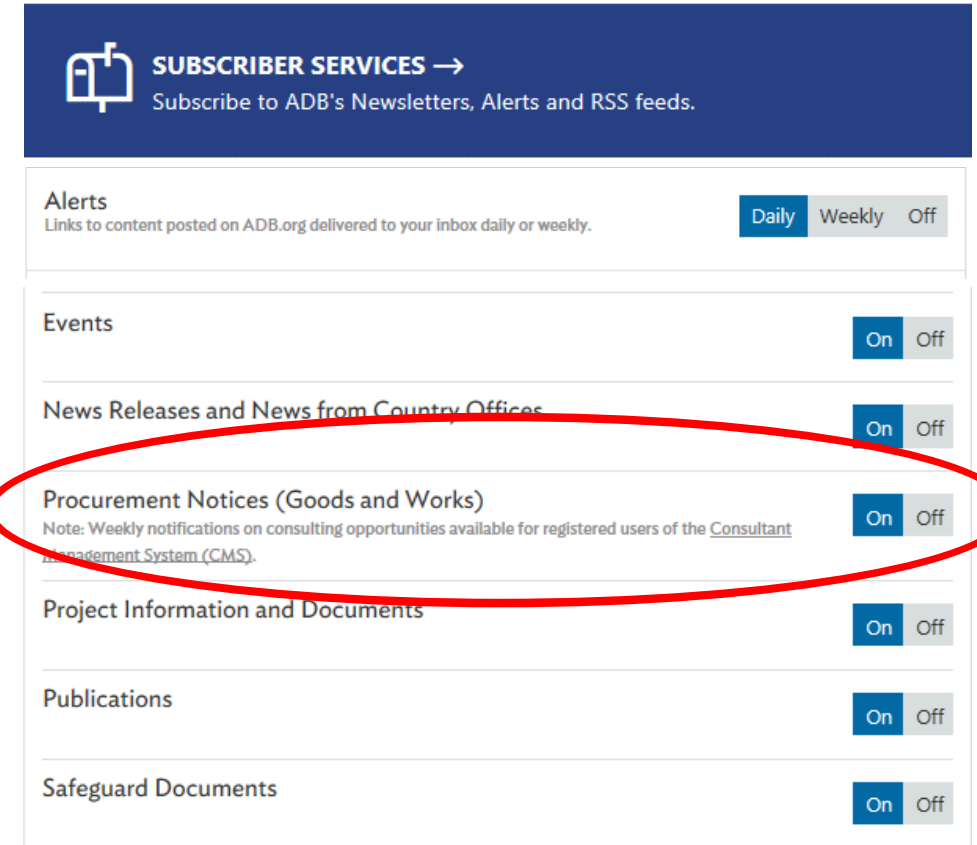 SUBSCRIBER SERVICES →
Subscribe to ADB's Newsletters, Alerts and RSS feeds.
Alerts
Links to content posted on ADB.org delivered to your inbox daily or weekly.
Daily Weekly Off
Events
On Off
News Releases and News from Country Offices
On Off
Procurement Notices (Goods and Works)
Note: Weekly notifications on consulting opportunities available for registered users of the Consultant
Management System (CMS).
On Off
Project Information and Documents
On Off
Publications
On Off
Safeguard Documents
On Off